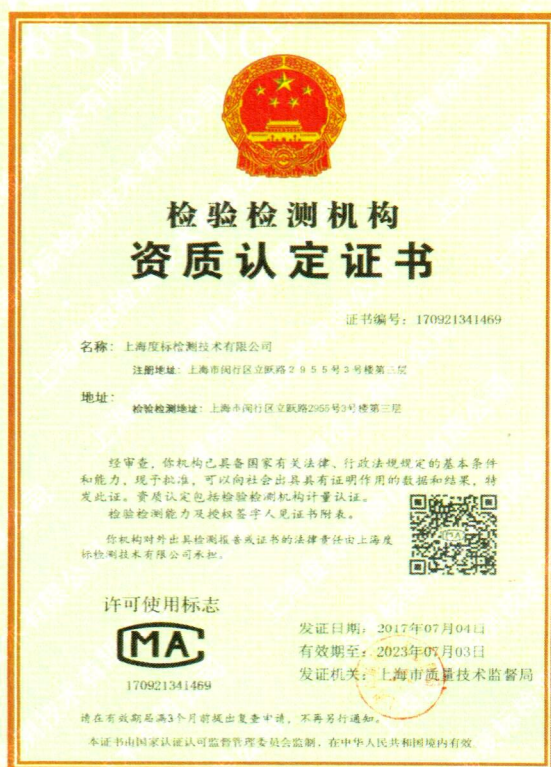 检验检测机构
资质认定证书
证书编号：170921341469
名称：上海度标检测技术有限公司
注册地址：上海市闵行区立跃路2955号3号楼第三层
地址：
检验检测地址：上海市闵行区立跃路2955号3号楼第三层
经审查，你机构已具备国家有关法律、行政法规规定的基本条件
和能力，现予批准，可以向社会出具具有证明作用的数据和结果，特
发此证。资质认定包括检验检测机构计量认证。
检验检测能力及授权签字人见证书附表。
你机构对外出具检测报告或证书的法律责任由上海度
标检测技术有限公司承担。
许可使用标志
MA
170921341469
发证日期：2017年07月04日
有效期至：2023年07月03日
发证机关：上海市质量技术监督局
请在有效期届满3个月前提出复查申请，不再另行通知。
本证书由国家认证认可监督管理委员会监制，在中华人民共和国境内有效。